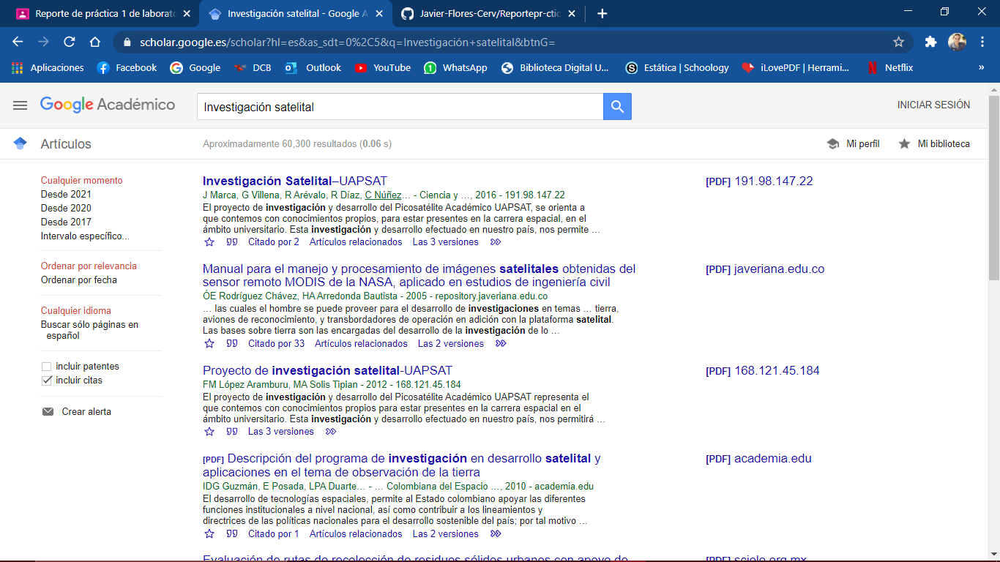 Reporte de práctica 1 de laborato
Investigación satelital - Google A
Javier-Flores-Cerv/Reportepr-ctic
scholar.google.es/scholar?hl=es&as_sdt=0%2C5&q=Investigación+satelital&btnG=
Aplicaciones
Facebook
Google
DCB
Outlook
YouTube
WhatsApp
Biblioteca Digital U...
Estática | Schoology
iLovePDF | Herrami...
Netflix
»
Google Académico
Investigación satelital
INICIAR SESIÓN
Artículos
Aproximadamente 60,300 resultados (0.06 s)
Mi perfil
Mi biblioteca
Cualquier momento
Desde 2021
Desde 2020
Desde 2017
Intervalo específico...
Ordenar por relevancia
Ordenar por fecha
Cualquier idioma
Buscar sólo páginas en
español
incluir patentes
incluir citas
Crear alerta
Investigación Satelital–UAPSAT
J Marca, G Villena, R Arévalo, R Díaz, C Núñez… - Ciencia y …, 2016 - 191.98.147.22
El proyecto de investigación y desarrollo del Picosatélite Académico UAPSAT, se orienta a
que contemos con conocimientos propios, para estar presentes en la carrera espacial, en el
ámbito universitario. Esta investigación y desarrollo efectuado en nuestro país, nos permite …
Citado por 2 Artículos relacionados Las 3 versiones
[PDF] 191.98.147.22
Manual para el manejo y procesamiento de imágenes satelitales obtenidas del
sensor remoto MODIS de la NASA, aplicado en estudios de ingeniería civil
ÓE Rodríguez Chávez, HA Arredonda Bautista - 2005 - repository.javeriana.edu.co
… las cuales el hombre se puede proveer para el desarrollo de investigaciones en temas … tierra,
aviones de reconocimiento, y transbordadores de operación en adición con la plataforma satelital.
Las bases sobre tierra son las encargadas del desarrollo de la investigación de lo …
Citado por 33 Artículos relacionados Las 2 versiones
[PDF] javeriana.edu.co
Proyecto de investigación satelital-UAPSAT
FM López Aramburu, MA Solis Tipian - 2012 - 168.121.45.184
El proyecto de investigación y desarrollo del Picosatélite Académico UAPSAT representa el
que contemos con conocimientos propios para estar presentes en la carrera espacial en el
ámbito universitario. Esta investigación y desarrollo efectuado en nuestro país, nos permitirá …
Las 3 versiones
[PDF] 168.121.45.184
[PDF] Descripción del programa de investigación en desarrollo satelital y
aplicaciones en el tema de observación de la tierra
IDG Guzmán, E Posada, LPA Duarte… - … Colombiana del Espacio …, 2010 - academia.edu
El desarrollo de tecnologías espaciales, permite al Estado colombiano apoyar las diferentes
funciones institucionales a nivel nacional, así como contribuir a los lineamientos y
directrices de las políticas nacionales para el desarrollo sostenible del país; por tal motivo …
Citado por 1 Artículos relacionados Las 2 versiones
[PDF] academia.edu
Evaluación de rutas de recolección de residuos sólidos urbanos con apoyo de
[PDF] scielo.org.mx